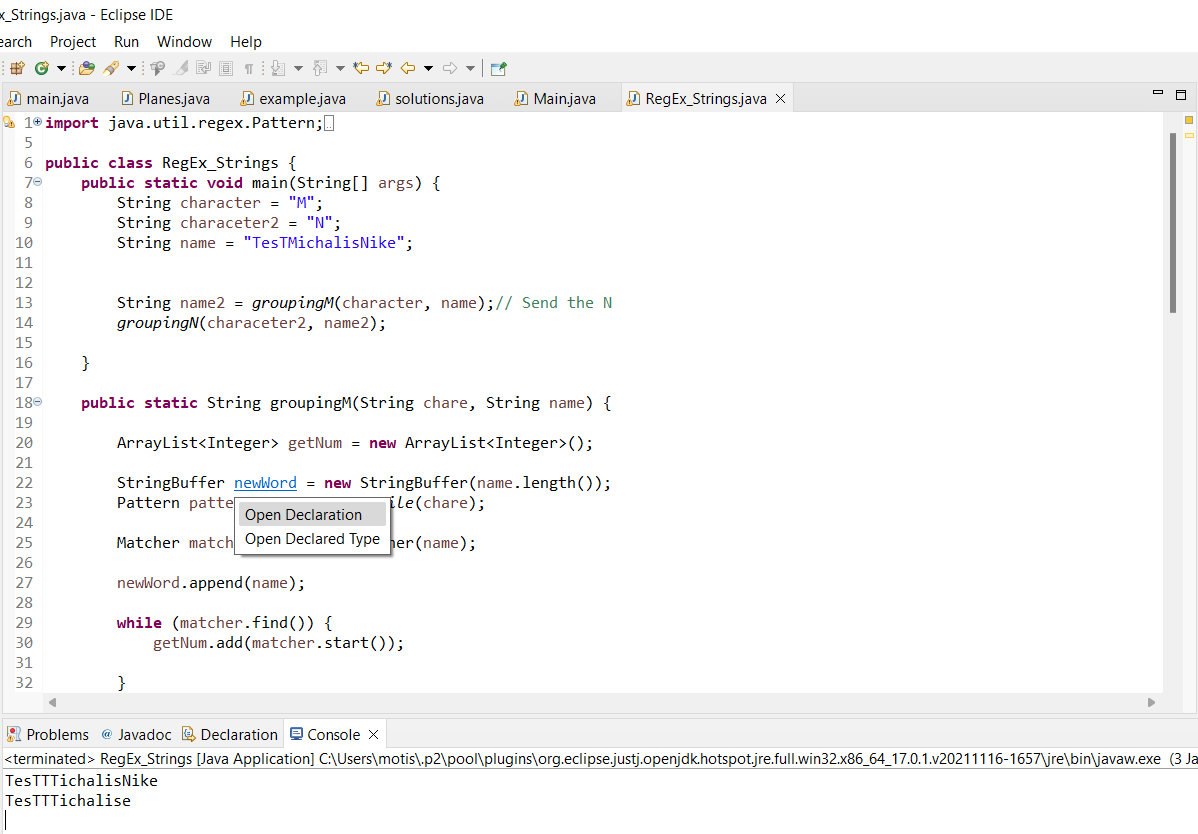 x_Strings.java - Eclipse IDE
earch Project Run Window Help
main.java Planes.java example.java solutions.java Main.java RegEx_Strings.java
1 import java.util.regex.Pattern;
5
6 public class RegEx_Strings {
7 public static void main(String[] args) {
8 String character = "M";
9 String characeter2 = "N";
10 String name = "TesTMichalisNike";
11
12
13 String name2 = groupingM(character, name);// Send the N
14 groupingN(characeter2, name2);
15
16 }
17
18 public static String groupingM(String chare, String name) {
19
20 ArrayList<Integer> getNum = new ArrayList<Integer>();
21
22 StringBuffer newWord = new StringBuffer(name.length());
23 Pattern patte ile(chare);
Open Declaration
24
25 Matcher match her(name);
Open Declared Type
26
27 newWord.append(name);
28
29 while (matcher.find()) {
30 getNum.add(matcher.start());
31
32 }
Problems @ Javadoc Declaration Console
<terminated> RegEx_Strings [Java Application] C:\Users\motis\.p2\pool\plugins\org.eclipse.justj.openjdk.hotspot.jre.full.win32.x86_64_17.0.1.v20211116-1657\jre\bin\javaw.exe (3 Ja
TesTTTichalisNike
TesTTTichalise